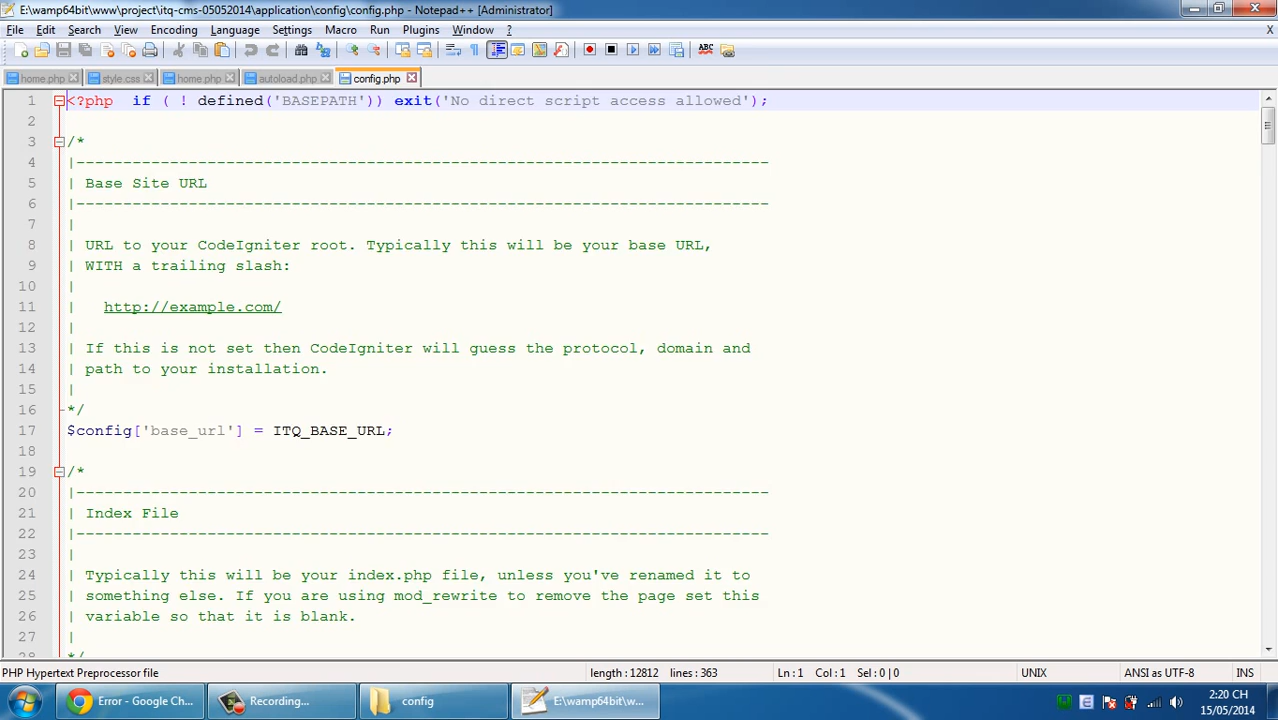 E:\wamp64bit\www\project\itq-cms-05052014\application\config\config.php - Notepad++ [Administrator]
File Edit Search View Encoding Language Settings Macro Run Plugins Window ? X
home.php style.css home.php autoload.php config.php
1 <?php  if ( ! defined('BASEPATH')) exit('No direct script access allowed');
2
3 /*
4 |--------------------------------------------------------------------------
5 | Base Site URL
6 |--------------------------------------------------------------------------
7 |
8 | URL to your CodeIgniter root. Typically this will be your base URL,
9 | WITH a trailing slash:
10 |
11 |	http://example.com/
12 |
13 | If this is not set then CodeIgniter will guess the protocol, domain and
14 | path to your installation.
15 |
16 */
17 $config['base_url'] = ITQ_BASE_URL;
18
19 /*
20 |--------------------------------------------------------------------------
21 | Index File
22 |--------------------------------------------------------------------------
23 |
24 | Typically this will be your index.php file, unless you've renamed it to
25 | something else. If you are using mod_rewrite to remove the page set this
26 | variable so that it is blank.
27 |
28 */
PHP Hypertext Preprocessor file length : 12812 lines : 363 Ln : 1 Col : 1 Sel : 0 | 0 UNIX ANSI as UTF-8 INS
Error - Google Ch... Recording... config E:\wamp64bit\w... 2:20 CH
15/05/2014